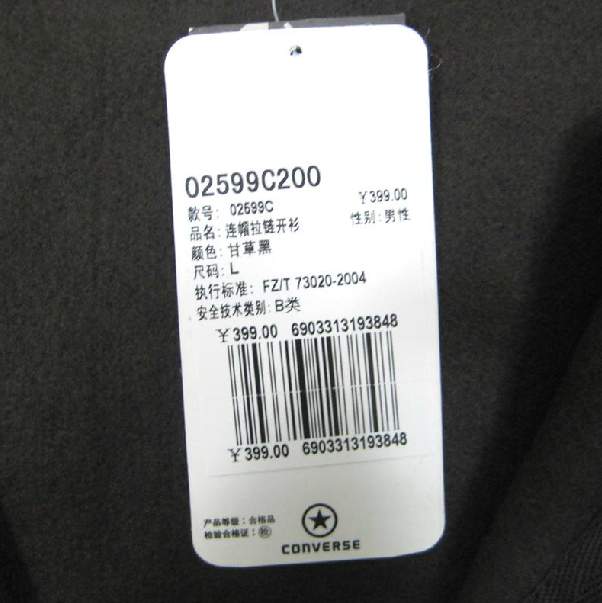 02599C200
款号: 02599C ￥399.00
品名: 连帽拉链开衫 性别: 男性
颜色: 甘草黑
尺码: L
执行标准: FZ/T 73020-2004
安全技术类别: B类
￥399.00 6903313193848
￥399.00 6903313193848
产品等级: 合格品
检验合格证: 检
CONVERSE